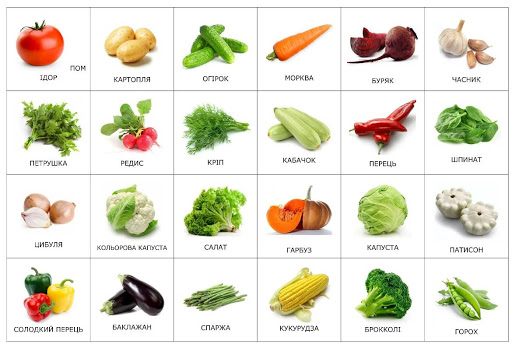 ПОМ
ІДОР
КАРТОПЛЯ
ОГІРОК
МОРКВА
БУРЯК
ЧАСНИК
ПЕТРУШКА
РЕДИС
КРІП
КАБАЧОК
ПЕРЕЦЬ
ШПИНАТ
ЦИБУЛЯ
КОЛЬОРОВА КАПУСТА
САЛАТ
ГАРБУЗ
КАПУСТА
ПАТИСОН
СОЛОДКИЙ ПЕРЕЦЬ
БАКЛАЖАН
СПАРЖА
КУКУРУДЗА
БРОККОЛІ
ГОРОХ